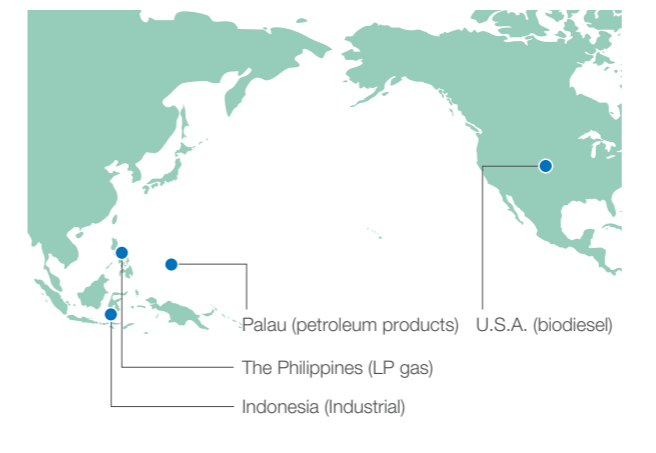 Palau (petroleum products)
U.S.A. (biodiesel)
The Philippines (LP gas)
Indonesia (Industrial)